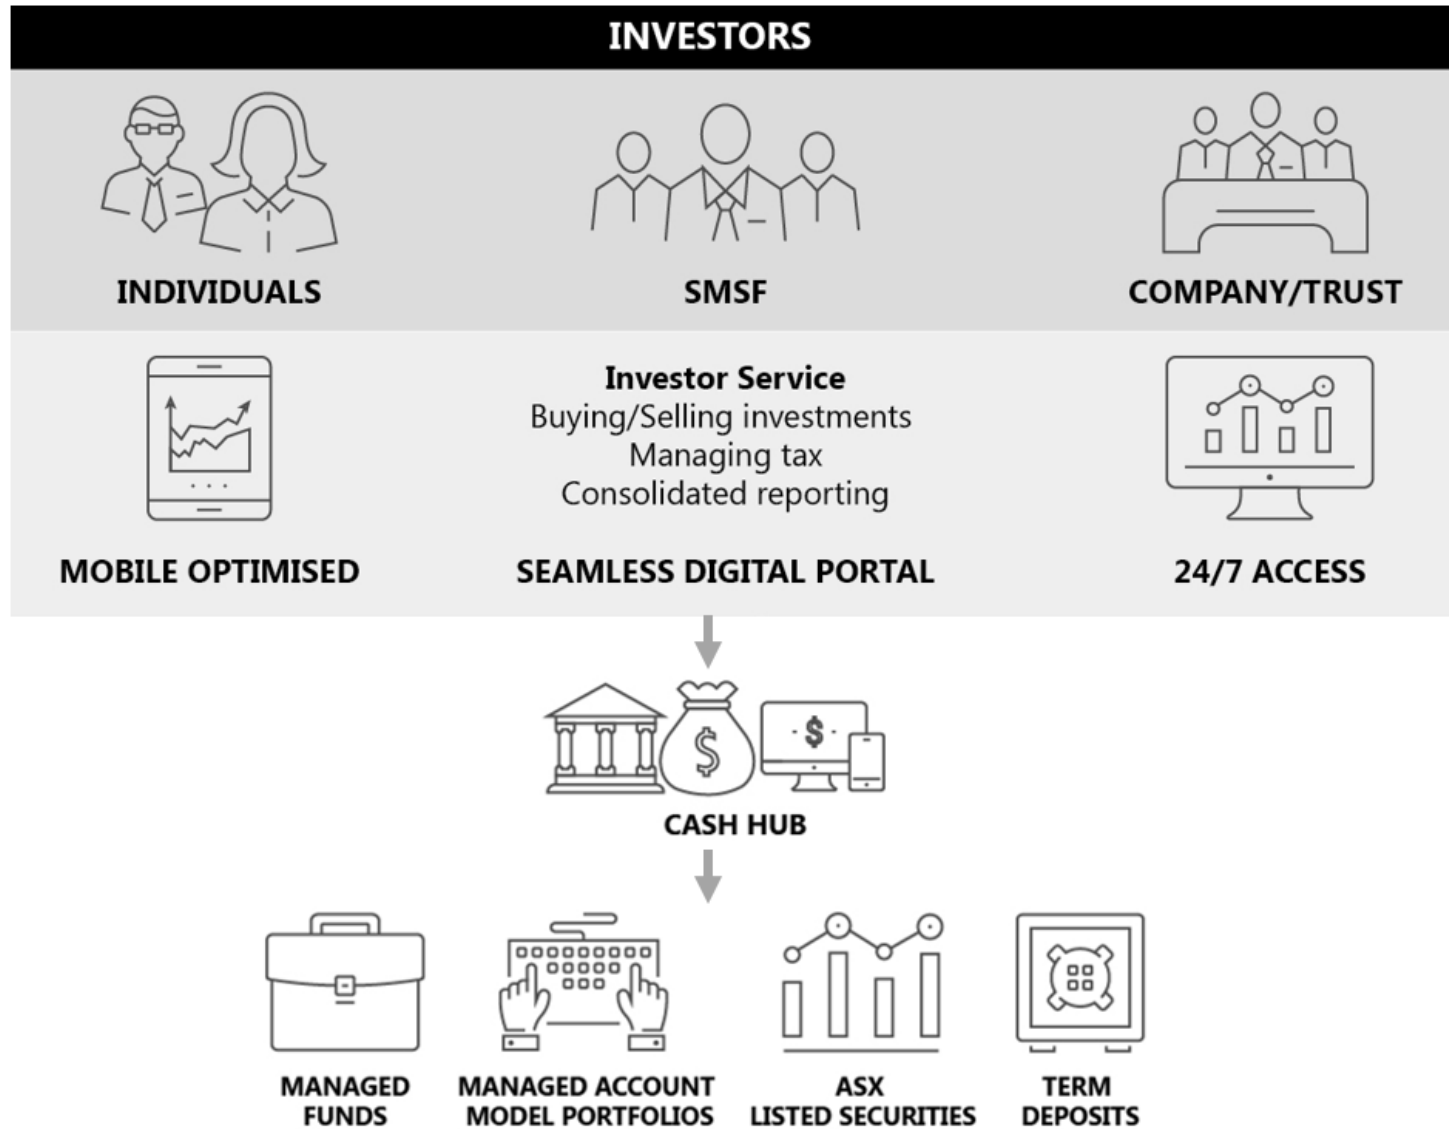 INVESTORS
INDIVIDUALS
SMSF
COMPANY/TRUST
Investor Service
Buying/Selling investments
Managing tax
Consolidated reporting
MOBILE OPTIMISED
SEAMLESS DIGITAL PORTAL
24/7 ACCESS
$
$
CASH HUB
MANAGED
FUNDS
MANAGED ACCOUNT
MODEL PORTFOLIOS
ASX
LISTED SECURITIES
TERM
DEPOSITS